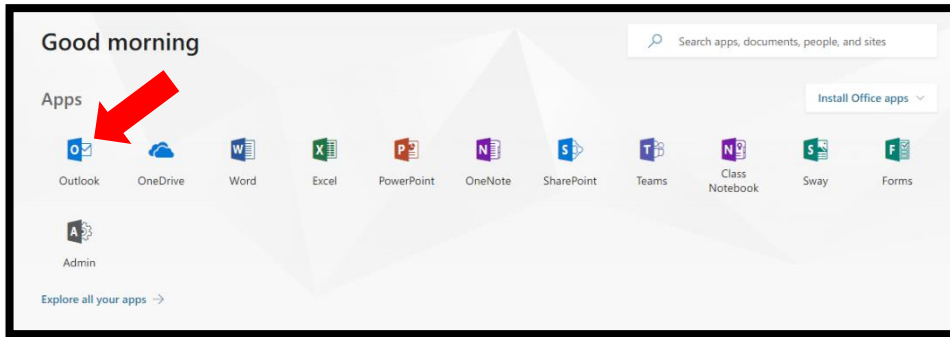 Good morning
Search apps, documents, people, and sites
Apps
Install Office apps
Outlook
OneDrive
Word
Excel
PowerPoint
OneNote
SharePoint
Teams
Class
Notebook
Sway
Forms
Admin
Explore all your apps →